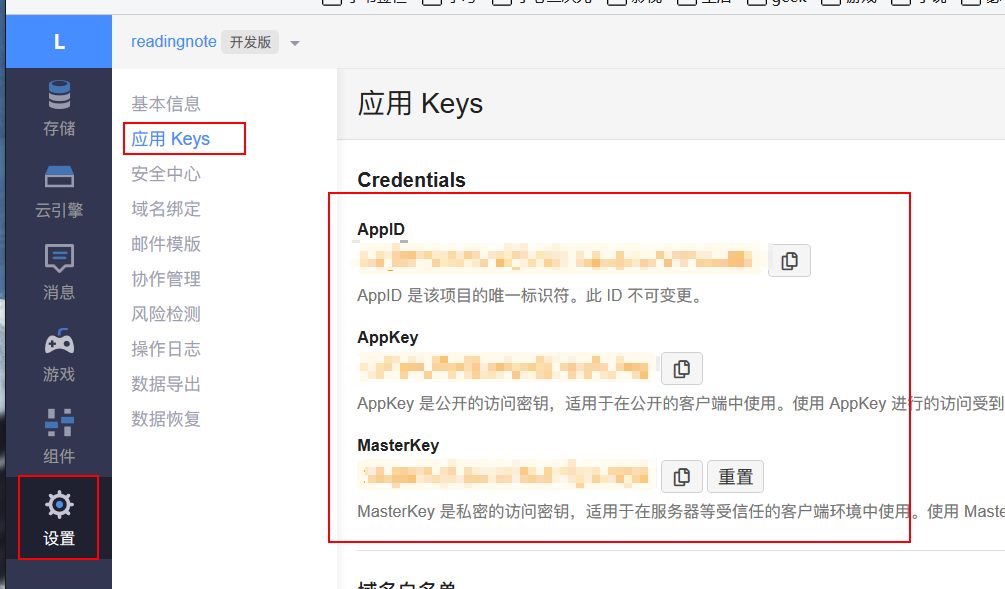 geek
L
readingnote 开发版
存储
云引擎
消息
游戏
组件
设置
基本信息
应用 Keys
安全中心
域名绑定
邮件模版
协作管理
风险检测
操作日志
数据导出
数据恢复
应用 Keys
Credentials
AppID
AppID 是该项目的唯一标识符。此 ID 不可变更。
AppKey
AppKey 是公开的访问密钥，适用于在公开的客户端中使用。使用 AppKey 进行的访问受到
MasterKey
重置
MasterKey 是私密的访问密钥，适用于在服务器等受信任的客户端环境中使用。使用 Maste
域名白名单